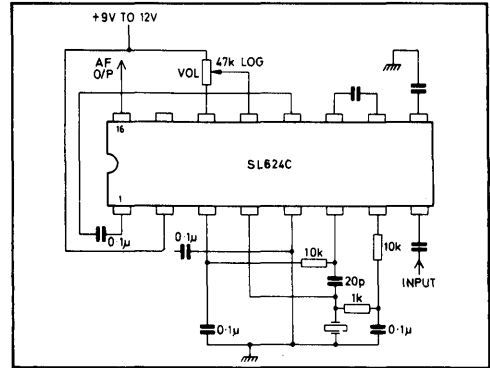 +9V TO 12V
AF
O/P
VOL
47k LOG
16
SL624C
1
0·1μ
0·1μ
10k
10k
20p
INPUT
1k
0·1μ
0·1μ